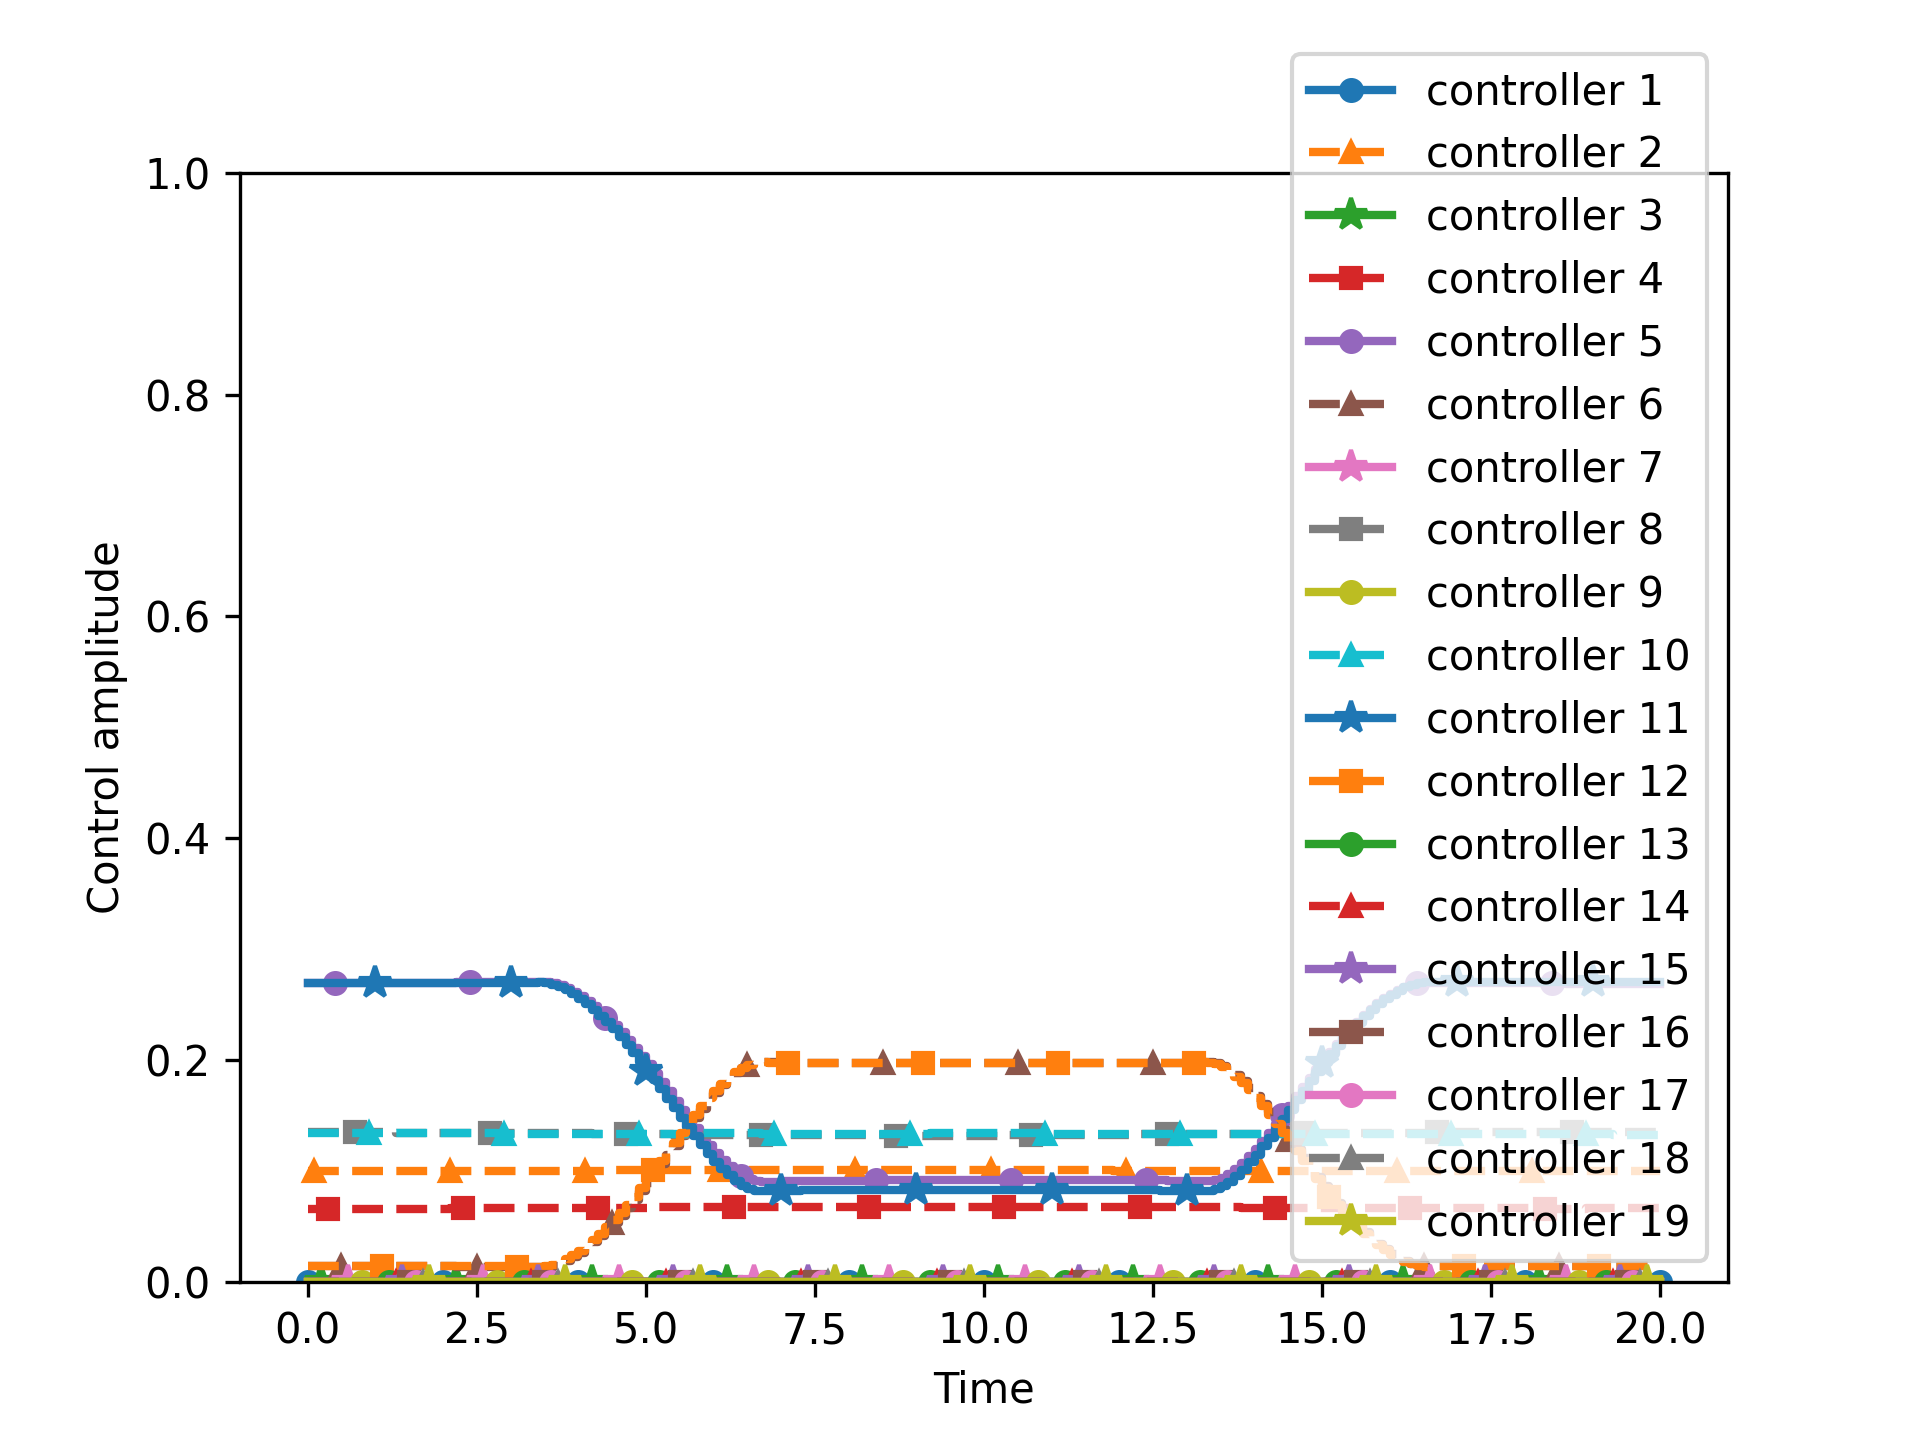 controller 1
controller 2
controller 3
controller 4
controller 5
controller 6
controller 7
controller 8
controller 9
controller 10
controller 11
controller 12
controller 13
controller 14
controller 15
controller 16
controller 17
controller 18
controller 19
1.0
0.8
0.6
0.4
0.2
0.0
Control amplitude
0.0 2.5 5.0 7.5 10.0 12.5 15.0 17.5 20.0
Time